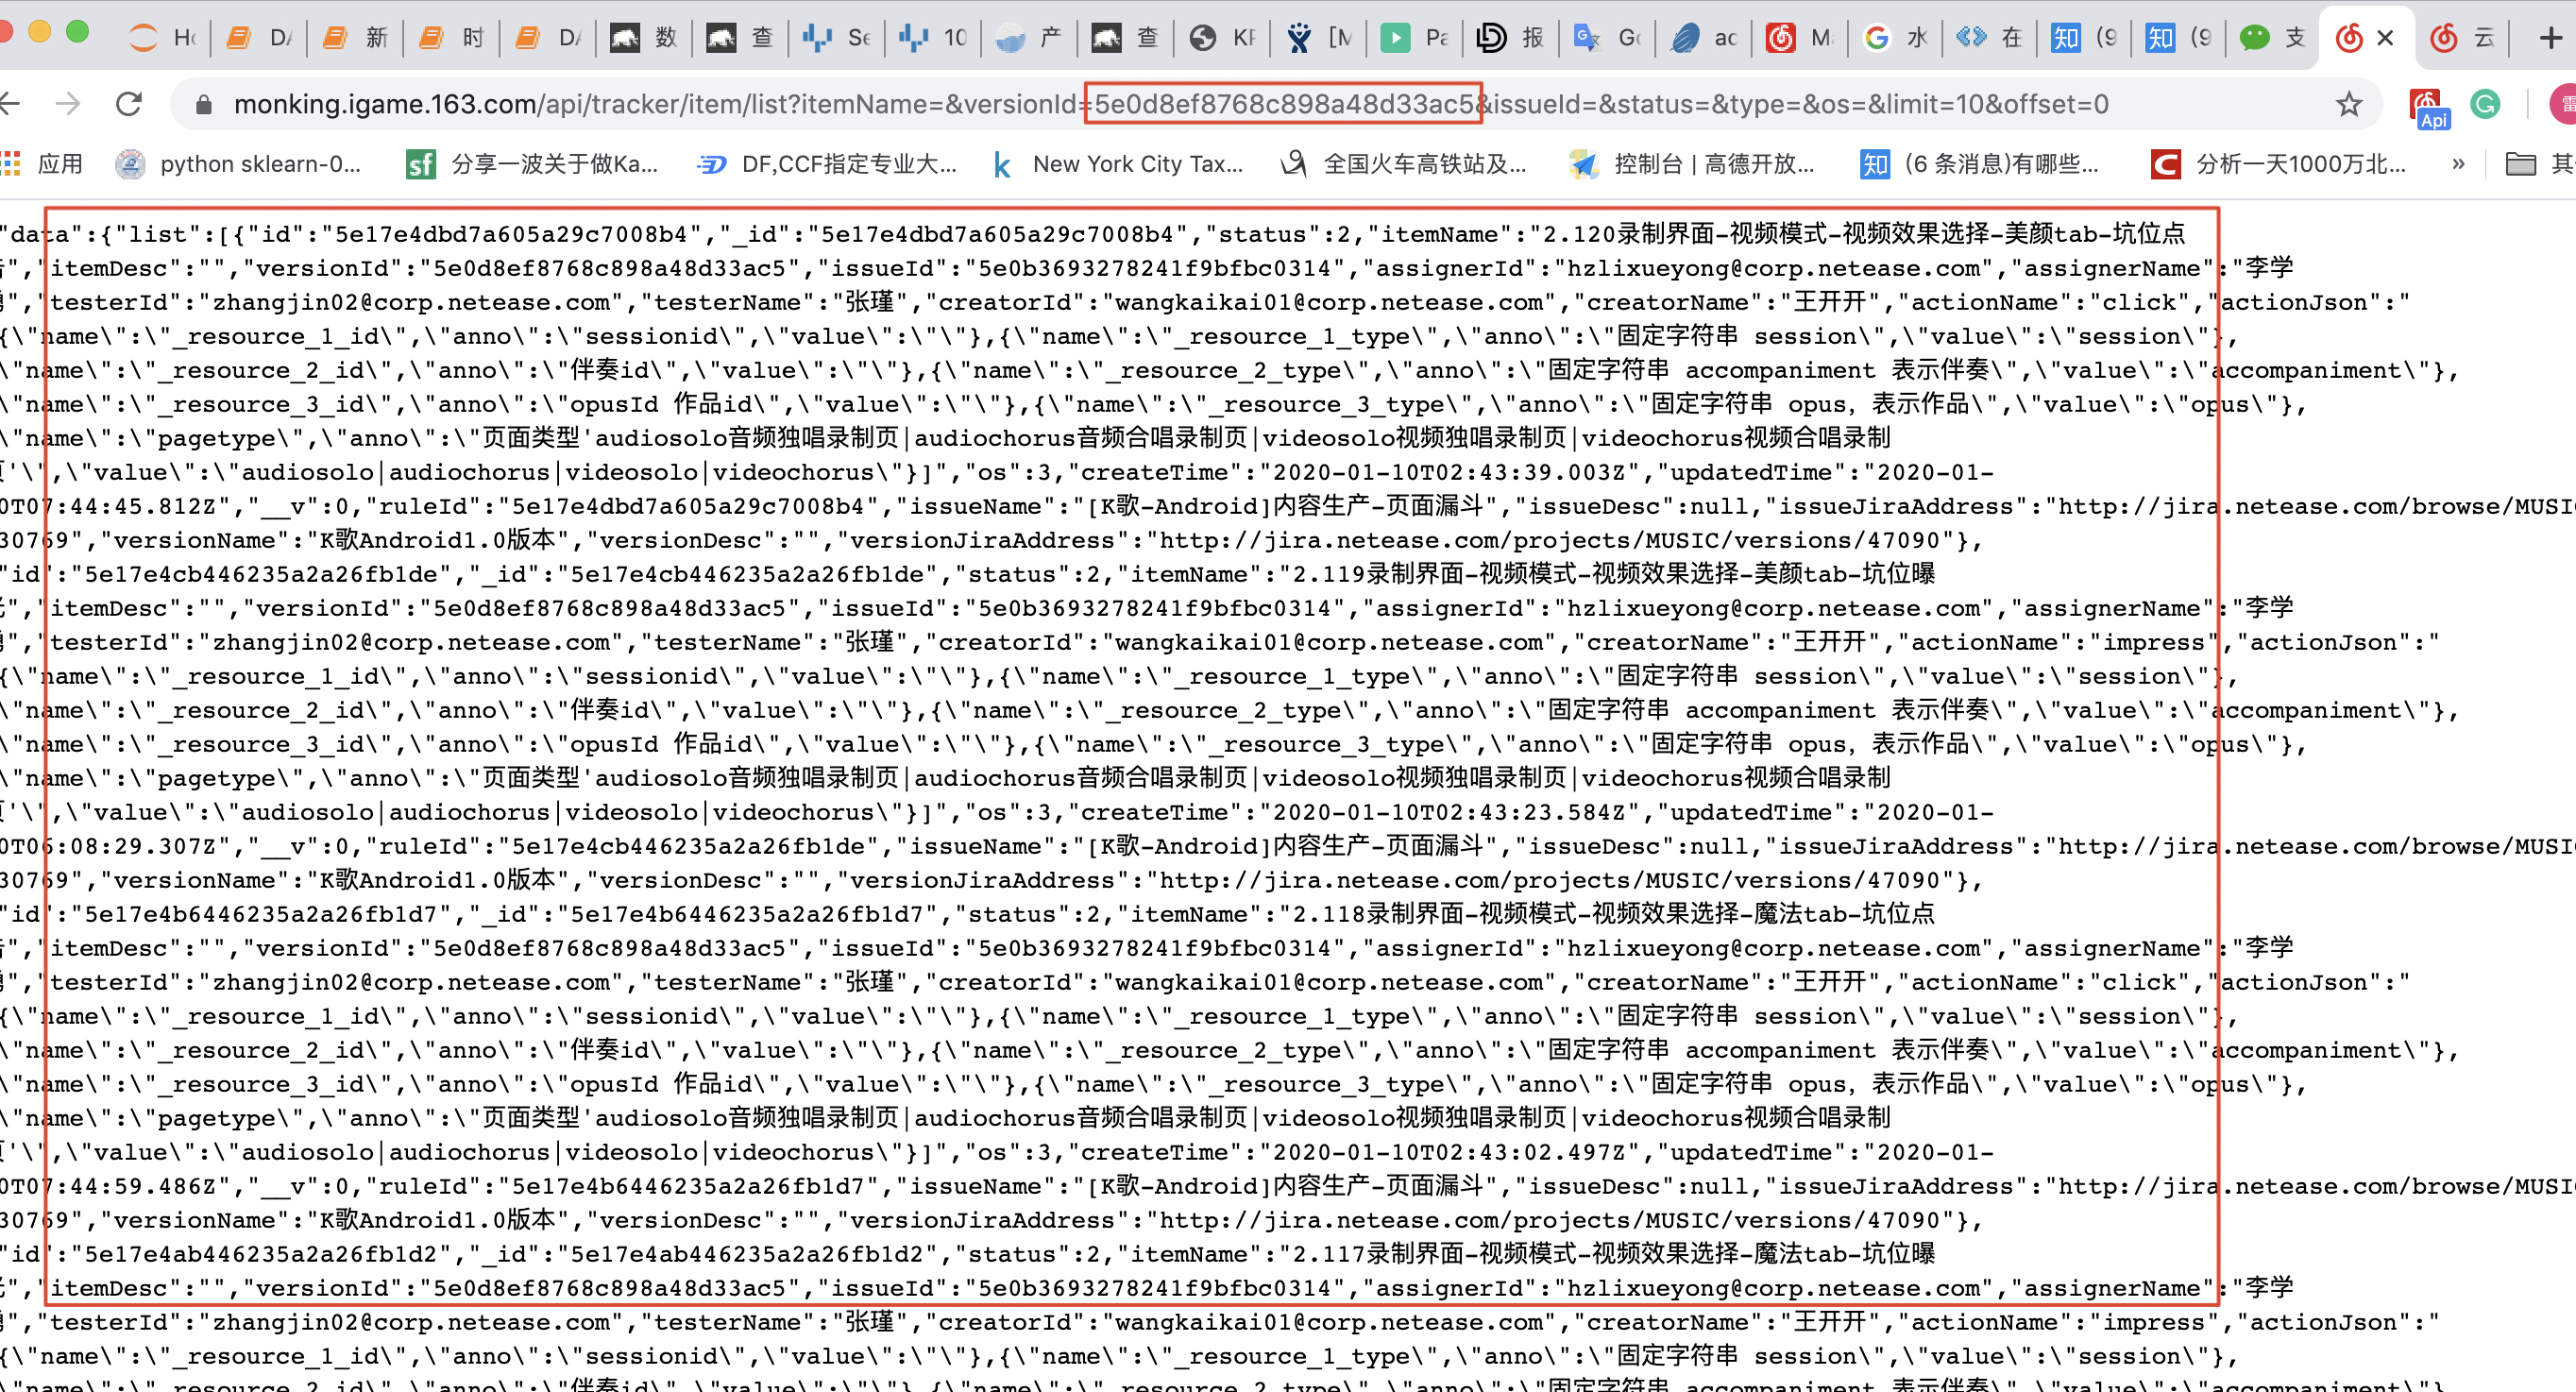 Hc DA 新 时 DA 数 查 Se 10 产 查 KF [M Pa 报 Go ac M 水 在 (9 (9 支 云
monking.igame.163.com/api/tracker/item/list?itemName=&versionId=5e0d8ef8768c898a48d33ac5&issueId=&status=&type=&os=&limit=10&offset=0 Api 雷
应用 python sklearn-0... sf 分享一波关于做Ka... DF,CCF指定专业大... k New York City Tax... 全国火车高铁站及... 控制台 | 高德开放... 知 (6 条消息)有哪些... C 分析一天1000万北... » 其
"data":{"list":[{"id":"5e17e4dbd7a605a29c7008b4","_id":"5e17e4dbd7a605a29c7008b4","status":2,"itemName":"2.120录制界面-视频模式-视频效果选择-美颜tab-坑位点
","itemDesc":"","versionId":"5e0d8ef8768c898a48d33ac5","issueId":"5e0b3693278241f9bfbc0314","assignerId":"hzlixueyong@corp.netease.com","assignerName":"李学
","testerId":"zhangjin02@corp.netease.com","testerName":"张瑾","creatorId":"wangkaikai01@corp.netease.com","creatorName":"王开开","actionName":"click","actionJson":"
{\"name\":\"_resource_1_id\",\"anno\":\"sessionid\",\"value\":\"\"},{\"name\":\"_resource_1_type\",\"anno\":\"固定字符串 session\",\"value\":\"session\"},
\"name\":\"_resource_2_id\",\"anno\":\"伴奏id\",\"value\":\"\"},{\"name\":\"_resource_2_type\",\"anno\":\"固定字符串 accompaniment 表示伴奏\",\"value\":\"accompaniment\"},
\"name\":\"_resource_3_id\",\"anno\":\"opusId 作品id\",\"value\":\"\"},{\"name\":\"_resource_3_type\",\"anno\":\"固定字符串 opus，表示作品\",\"value\":\"opus\"},
\"name\":\"pagetype\",\"anno\":\"页面类型'audiosolo音频独唱录制页|audiochorus音频合唱录制页|videosolo视频独唱录制页|videochorus视频合唱录制
'\",\"value\":\"audiosolo|audiochorus|videosolo|videochorus\"}]","os":3,"createTime":"2020-01-10T02:43:39.003Z","updatedTime":"2020-01-
0T07:44:45.812Z","__v":0,"ruleId":"5e17e4dbd7a605a29c7008b4","issueName":"[K歌-Android]内容生产-页面漏斗","issueDesc":null,"issueJiraAddress":"http://jira.netease.com/browse/MUSIC
30769","versionName":"K歌Android1.0版本","versionDesc":"","versionJiraAddress":"http://jira.netease.com/projects/MUSIC/versions/47090"},
"id":"5e17e4cb446235a2a26fb1de","_id":"5e17e4cb446235a2a26fb1de","status":2,"itemName":"2.119录制界面-视频模式-视频效果选择-美颜tab-坑位曝
","itemDesc":"","versionId":"5e0d8ef8768c898a48d33ac5","issueId":"5e0b3693278241f9bfbc0314","assignerId":"hzlixueyong@corp.netease.com","assignerName":"李学
","testerId":"zhangjin02@corp.netease.com","testerName":"张瑾","creatorId":"wangkaikai01@corp.netease.com","creatorName":"王开开","actionName":"impress","actionJson":"
{\"name\":\"_resource_1_id\",\"anno\":\"sessionid\",\"value\":\"\"},{\"name\":\"_resource_1_type\",\"anno\":\"固定字符串 session\",\"value\":\"session\"},
\"name\":\"_resource_2_id\",\"anno\":\"伴奏id\",\"value\":\"\"},{\"name\":\"_resource_2_type\",\"anno\":\"固定字符串 accompaniment 表示伴奏\",\"value\":\"accompaniment\"},
\"name\":\"_resource_3_id\",\"anno\":\"opusId 作品id\",\"value\":\"\"},{\"name\":\"_resource_3_type\",\"anno\":\"固定字符串 opus，表示作品\",\"value\":\"opus\"},
\"name\":\"pagetype\",\"anno\":\"页面类型'audiosolo音频独唱录制页|audiochorus音频合唱录制页|videosolo视频独唱录制页|videochorus视频合唱录制
'\",\"value\":\"audiosolo|audiochorus|videosolo|videochorus\"}]","os":3,"createTime":"2020-01-10T02:43:23.584Z","updatedTime":"2020-01-
0T06:08:29.307Z","__v":0,"ruleId":"5e17e4cb446235a2a26fb1de","issueName":"[K歌-Android]内容生产-页面漏斗","issueDesc":null,"issueJiraAddress":"http://jira.netease.com/browse/MUSIC
30769","versionName":"K歌Android1.0版本","versionDesc":"","versionJiraAddress":"http://jira.netease.com/projects/MUSIC/versions/47090"},
"id":"5e17e4b6446235a2a26fb1d7","_id":"5e17e4b6446235a2a26fb1d7","status":2,"itemName":"2.118录制界面-视频模式-视频效果选择-魔法tab-坑位点
","itemDesc":"","versionId":"5e0d8ef8768c898a48d33ac5","issueId":"5e0b3693278241f9bfbc0314","assignerId":"hzlixueyong@corp.netease.com","assignerName":"李学
","testerId":"zhangjin02@corp.netease.com","testerName":"张瑾","creatorId":"wangkaikai01@corp.netease.com","creatorName":"王开开","actionName":"click","actionJson":"
{\"name\":\"_resource_1_id\",\"anno\":\"sessionid\",\"value\":\"\"},{\"name\":\"_resource_1_type\",\"anno\":\"固定字符串 session\",\"value\":\"session\"},
\"name\":\"_resource_2_id\",\"anno\":\"伴奏id\",\"value\":\"\"},{\"name\":\"_resource_2_type\",\"anno\":\"固定字符串 accompaniment 表示伴奏\",\"value\":\"accompaniment\"},
\"name\":\"_resource_3_id\",\"anno\":\"opusId 作品id\",\"value\":\"\"},{\"name\":\"_resource_3_type\",\"anno\":\"固定字符串 opus，表示作品\",\"value\":\"opus\"},
\"name\":\"pagetype\",\"anno\":\"页面类型'audiosolo音频独唱录制页|audiochorus音频合唱录制页|videosolo视频独唱录制页|videochorus视频合唱录制
'\",\"value\":\"audiosolo|audiochorus|videosolo|videochorus\"}]","os":3,"createTime":"2020-01-10T02:43:02.497Z","updatedTime":"2020-01-
0T07:44:59.486Z","__v":0,"ruleId":"5e17e4b6446235a2a26fb1d7","issueName":"[K歌-Android]内容生产-页面漏斗","issueDesc":null,"issueJiraAddress":"http://jira.netease.com/browse/MUSIC
30769","versionName":"K歌Android1.0版本","versionDesc":"","versionJiraAddress":"http://jira.netease.com/projects/MUSIC/versions/47090"},
"id":"5e17e4ab446235a2a26fb1d2","_id":"5e17e4ab446235a2a26fb1d2","status":2,"itemName":"2.117录制界面-视频模式-视频效果选择-魔法tab-坑位曝
","itemDesc":"","versionId":"5e0d8ef8768c898a48d33ac5","issueId":"5e0b3693278241f9bfbc0314","assignerId":"hzlixueyong@corp.netease.com","assignerName":"李学
","testerId":"zhangjin02@corp.netease.com","testerName":"张瑾","creatorId":"wangkaikai01@corp.netease.com","creatorName":"王开开","actionName":"impress","actionJson":"
{\"name\":\"_resource_1_id\",\"anno\":\"sessionid\",\"value\":\"\"},{\"name\":\"_resource_1_type\",\"anno\":\"固定字符串 session\",\"value\":\"session\"},
\"name\":\"_resource_2_id\",\"anno\":\"伴奏id\",\"value\":\"\"},{\"name\":\"_resource_2_type\",\"anno\":\"固定字符串 accompaniment 表示伴奏\",\"value\":\"accompaniment\"},